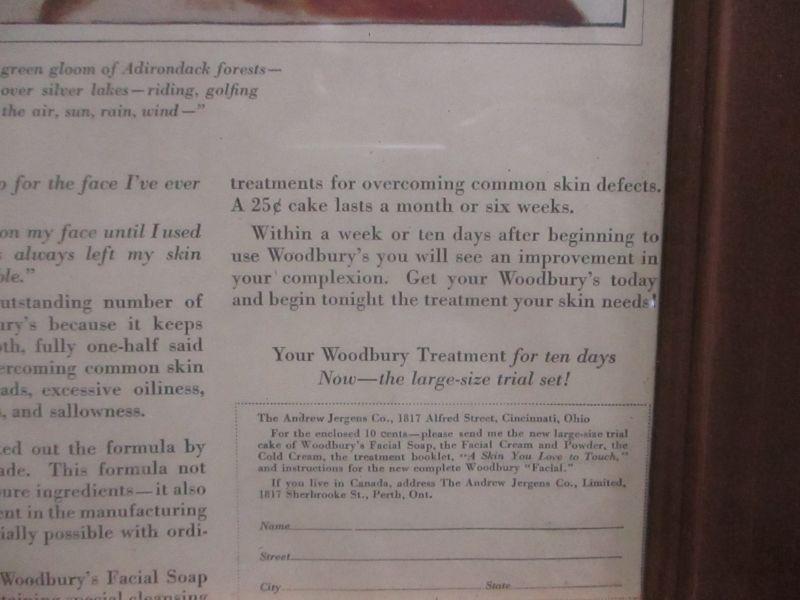 green gloom of Adirondack forests—
over silver lakes—riding, golfing
the air, sun, rain, wind—"
for the face I've ever
on my face until I used
always left my skin
ble."
utstanding number of
ury's because it keeps
oth, fully one-half said
ercoming common skin
ads, excessive oiliness,
, and sallowness.
ked out the formula by
ade. This formula not
ure ingredients—it also
ent in the manufacturing
ially possible with ordi-
Woodbury's Facial Soap
taining special cleansing
treatments for overcoming common skin defects.
A 25¢ cake lasts a month or six weeks.
Within a week or ten days after beginning to
use Woodbury's you will see an improvement in
your complexion. Get your Woodbury's today
and begin tonight the treatment your skin needs!
Your Woodbury Treatment for ten days
Now—the large-size trial set!
The Andrew Jergens Co., 1817 Alfred Street, Cincinnati, Ohio
For the enclosed 10 cents—please send me the new large-size trial
cake of Woodbury's Facial Soap, the Facial Cream and Powder, the
Cold Cream, the treatment booklet, "A Skin You Love to Touch,"
and instructions for the new complete Woodbury "Facial."
If you live in Canada, address The Andrew Jergens Co., Limited,
1817 Sherbrooke St., Perth, Ont.
Name
Street
City State